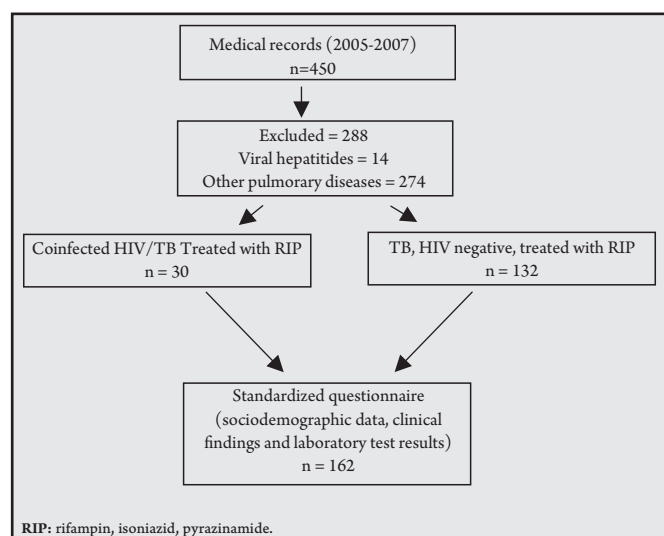 Medical records (2005-2007)
n=450
Excluded = 288
Viral hepatitides = 14
Other pulmorary diseases = 274
Coinfected HIV/TB Treated with RIP
n = 30
TB, HIV negative, treated with RIP
n = 132
Standardized questionnaire
(sociodemographic data, clinical
findings and laboratory test results)
n = 162
RIP: rifampin, isoniazid, pyrazinamide.